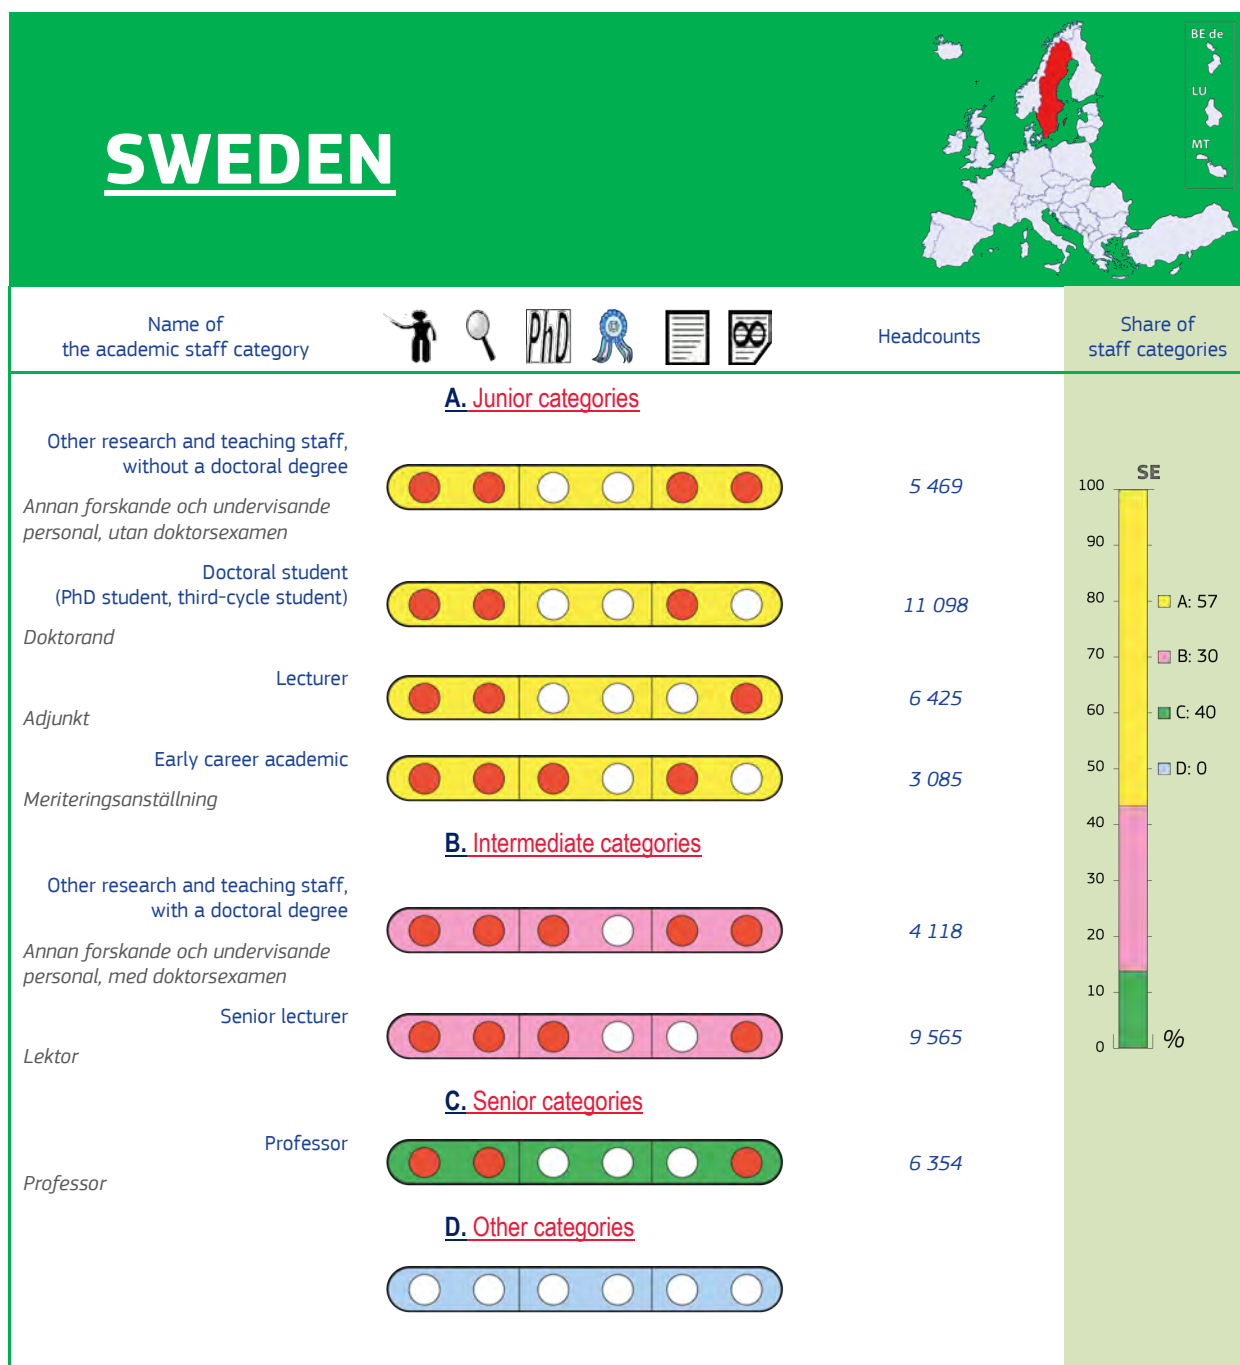 SWEDEN
BE de
LU
MT
Name of
the academic staff category
PhD
Headcounts
Share of
staff categories
A. Junior categories
Other research and teaching staff,
without a doctoral degree
Annan forskande och undervisande
personal, utan doktorsexamen
5 469
Doctoral student
(PhD student, third-cycle student)
Doktorand
11 098
Lecturer
Adjunkt
6 425
Early career academic
Meriteringsanställning
3 085
B. Intermediate categories
Other research and teaching staff,
with a doctoral degree
Annan forskande och undervisande
personal, med doktorsexamen
4 118
Senior lecturer
Lektor
9 565
C. Senior categories
Professor
Professor
6 354
D. Other categories
SE
100
90
80
70
60
50
40
30
20
10
0
%
A: 57
B: 30
C: 40
D: 0